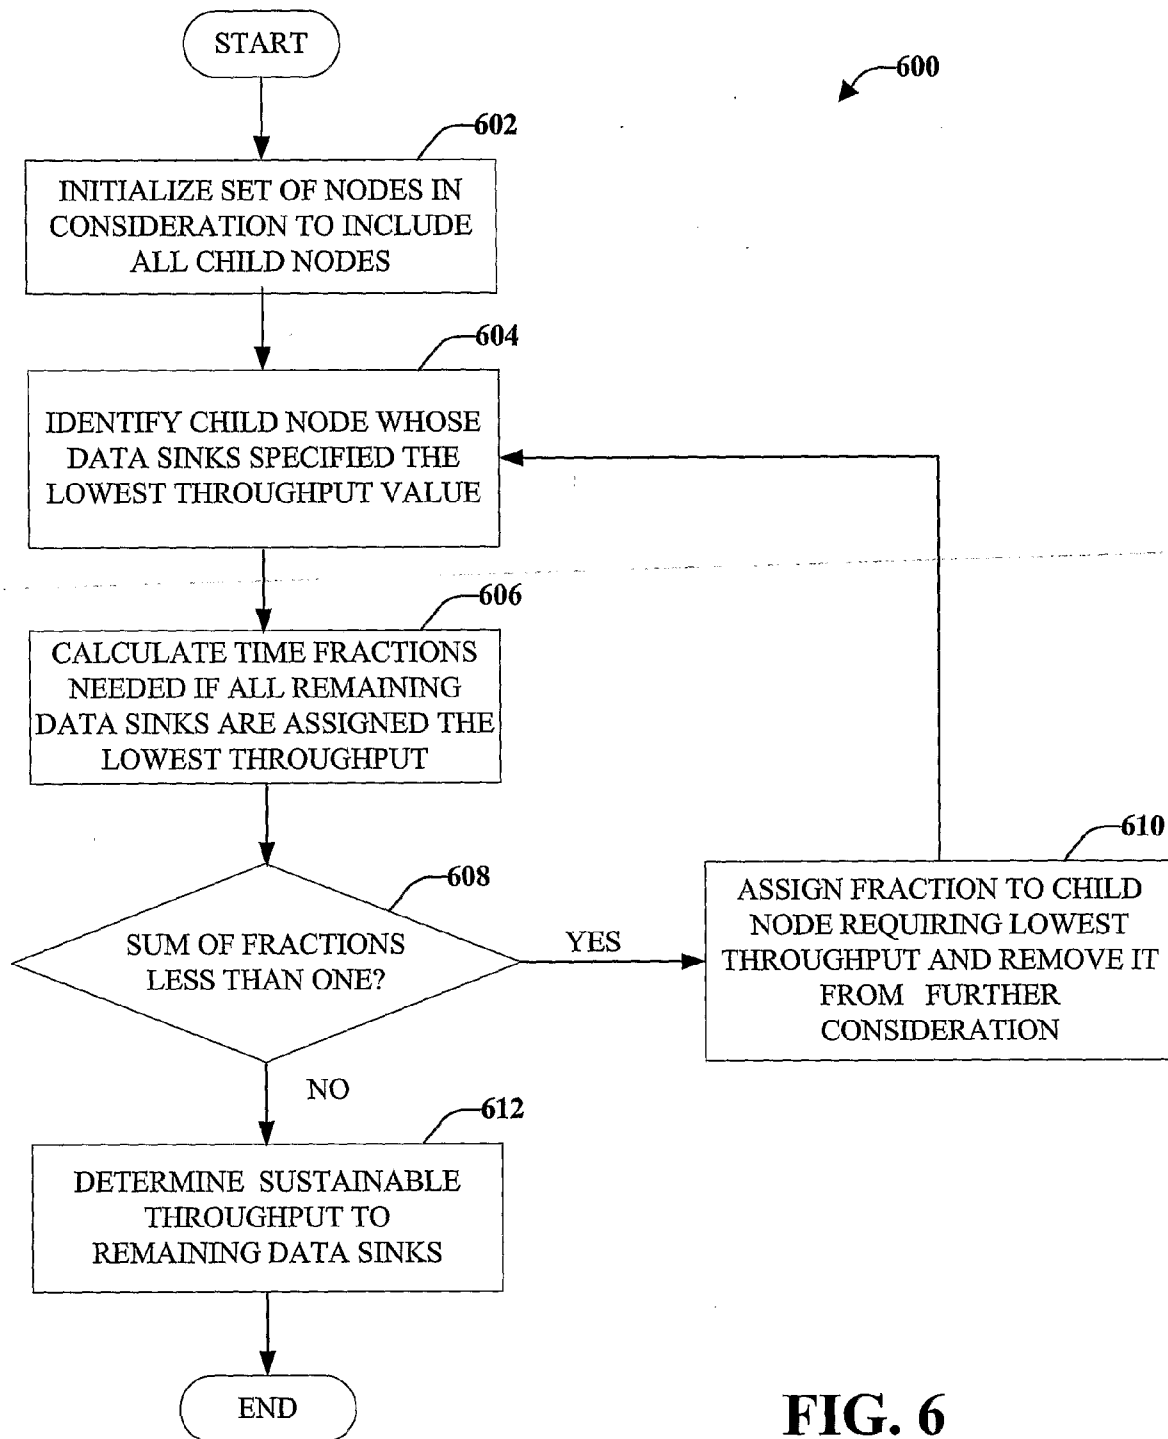 START
600
602
INITIALIZE SET OF NODES IN
CONSIDERATION TO INCLUDE
ALL CHILD NODES
604
IDENTIFY CHILD NODE WHOSE
DATA SINKS SPECIFIED THE
LOWEST THROUGHPUT VALUE
606
CALCULATE TIME FRACTIONS
NEEDED IF ALL REMAINING
DATA SINKS ARE ASSIGNED THE
LOWEST THROUGHPUT
608
SUM OF FRACTIONS
LESS THAN ONE?
YES
610
ASSIGN FRACTION TO CHILD
NODE REQUIRING LOWEST
THROUGHPUT AND REMOVE IT
FROM FURTHER
CONSIDERATION
NO
612
DETERMINE SUSTAINABLE
THROUGHPUT TO
REMAINING DATA SINKS
END
FIG. 6